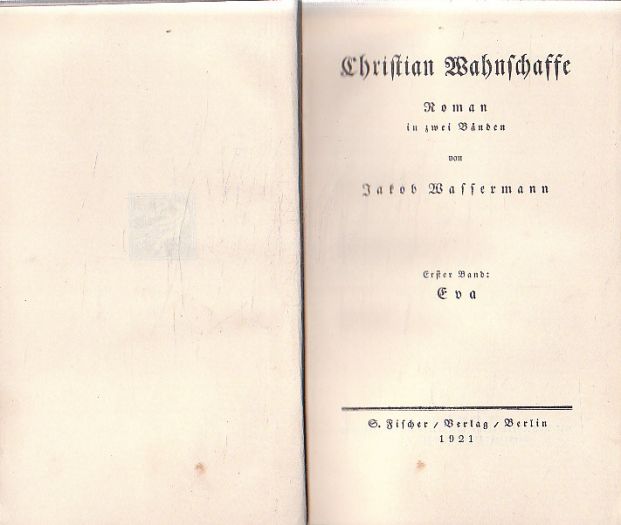 Christian Wahnschaffe
Roman
in zwei Bänden
von
Jakob Wassermann
Erster Band:
Eva
S. Fischer / Verlag / Berlin
1921